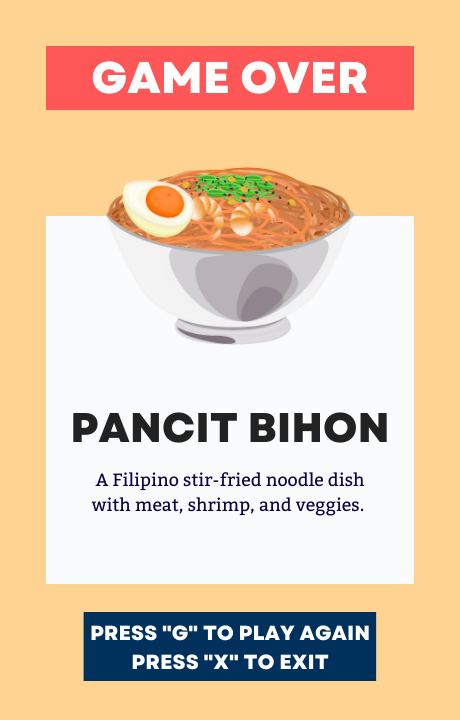 GAME OVER
PANCIT BIHON
A Filipino stir-fried noodle dish
with meat, shrimp, and veggies.
PRESS "G" TO PLAY AGAIN
PRESS "X" TO EXIT